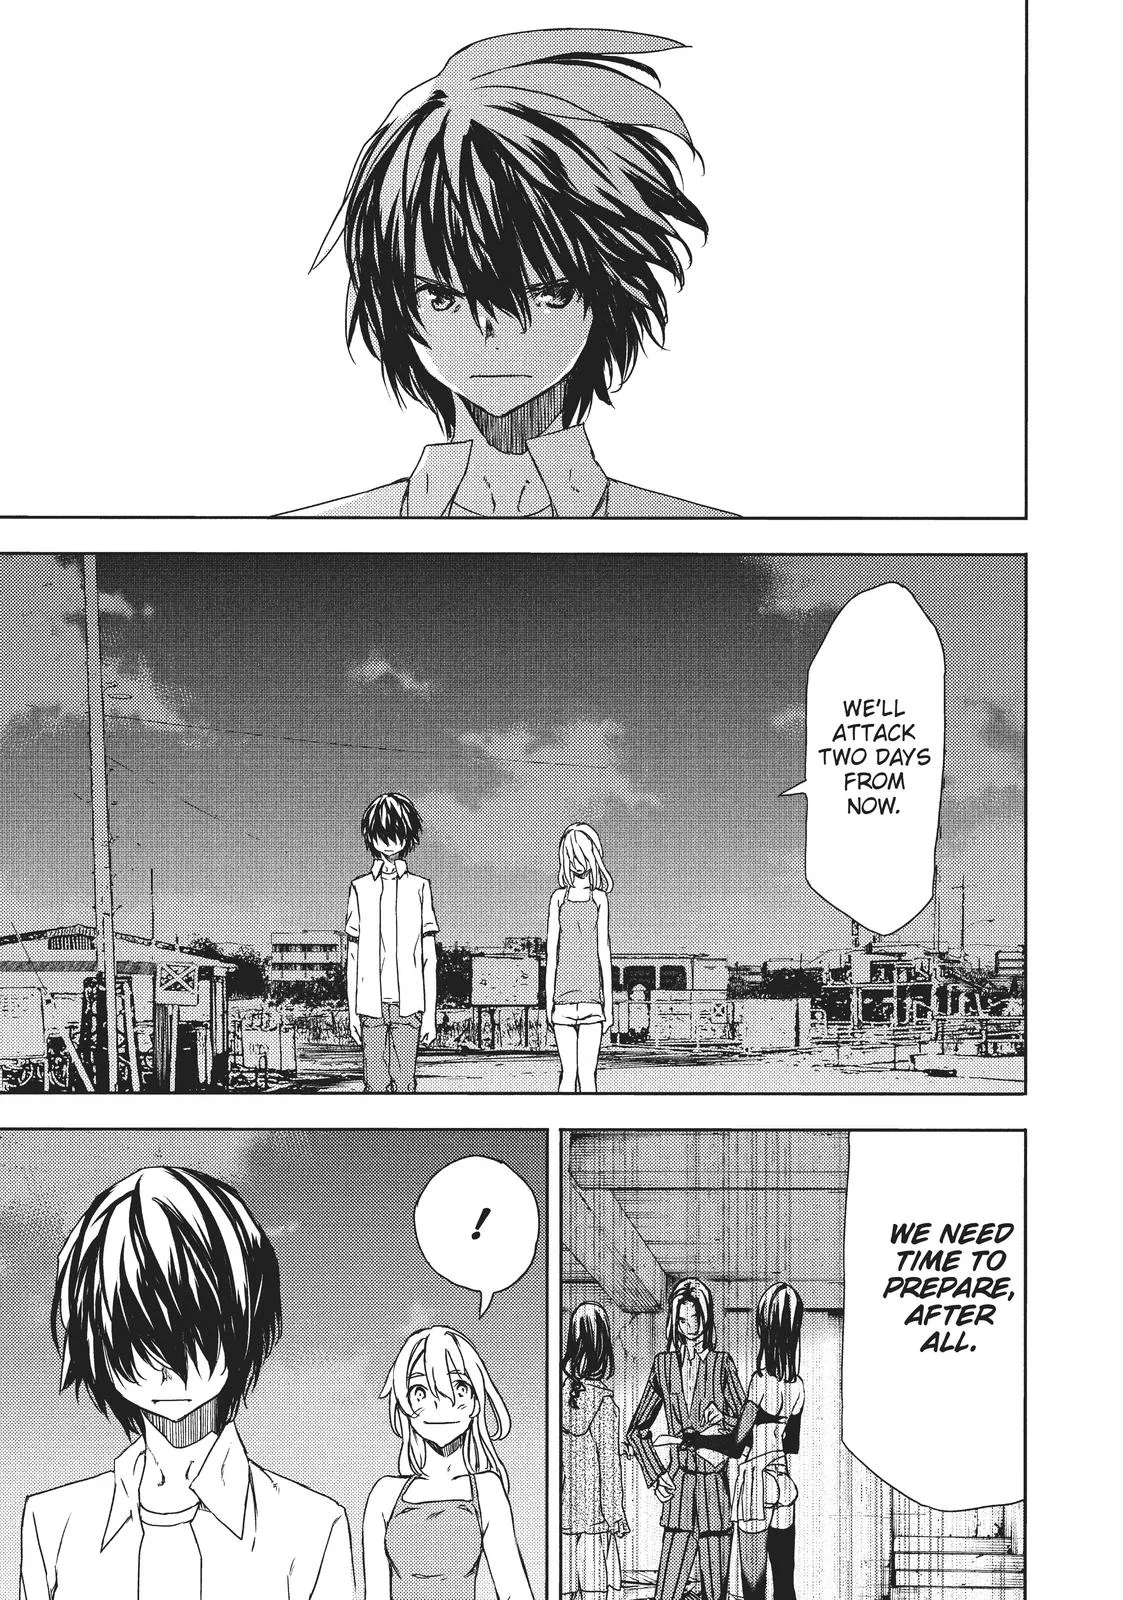 WE'LL
ATTACK
TWO DAYS
FROM
NOW.
WE NEED
TIME TO
PREPARE,
AFTER
ALL.
!